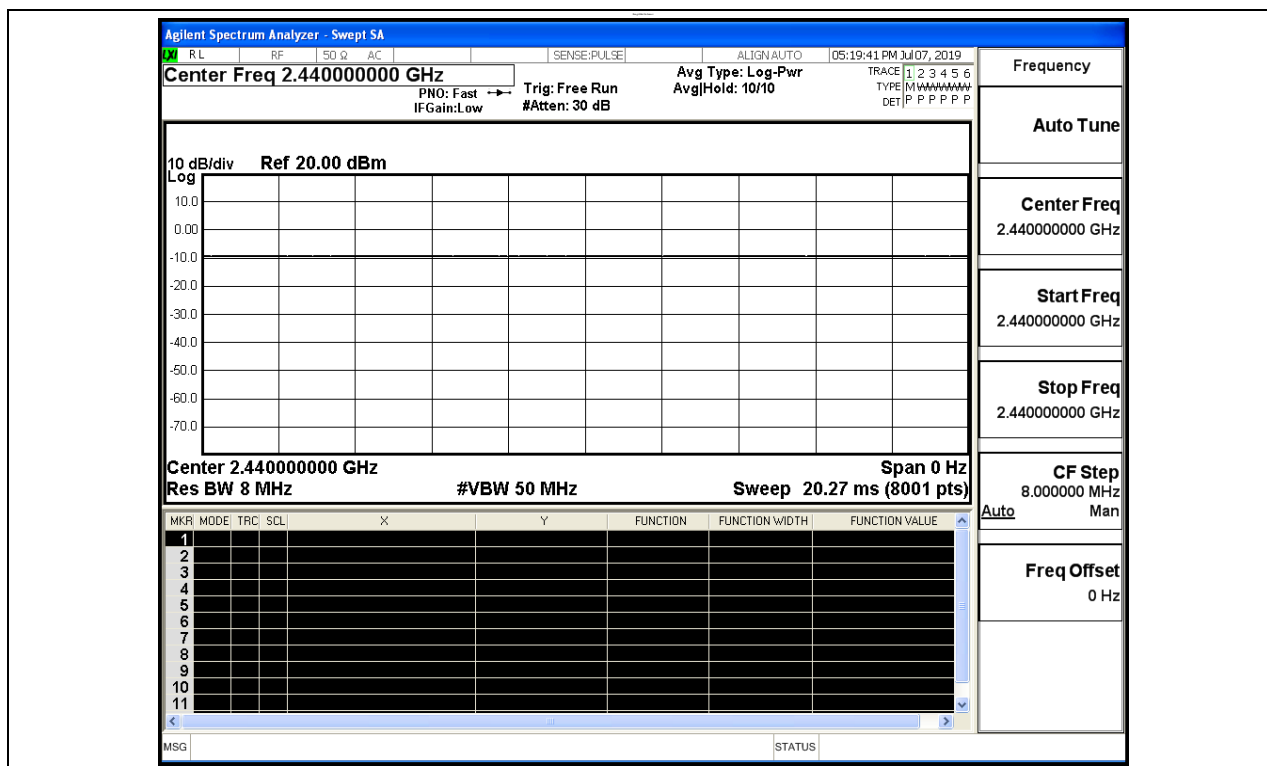 Agilent Spectrum Analyzer - Swept SA
LXI RL RF 50 Ω AC SENSE:PULSE ALIGN AUTO 05:19:41 PM Jul 07, 2019
Center Freq 2.440000000 GHz
PNO: Fast
IFGain:Low
Trig: Free Run
#Atten: 30 dB
Avg Type: Log-Pwr
Avg|Hold: 10/10
TRACE 1 2 3 4 5 6
TYPE M W W W W W
DET P P P P P P
10 dB/div Ref 20.00 dBm
Log
10.0
0.00
-10.0
-20.0
-30.0
-40.0
-50.0
-60.0
-70.0
Center 2.440000000 GHz Span 0 Hz
Res BW 8 MHz #VBW 50 MHz Sweep 20.27 ms (8001 pts)
MKR MODE TRC SCL X Y FUNCTION FUNCTION WIDTH FUNCTION VALUE
1
2
3
4
5
6
7
8
9
10
11
MSG STATUS
Frequency
Auto Tune
Center Freq
2.440000000 GHz
Start Freq
2.440000000 GHz
Stop Freq
2.440000000 GHz
CF Step
8.000000 MHz
Auto Man
Freq Offset
0 Hz